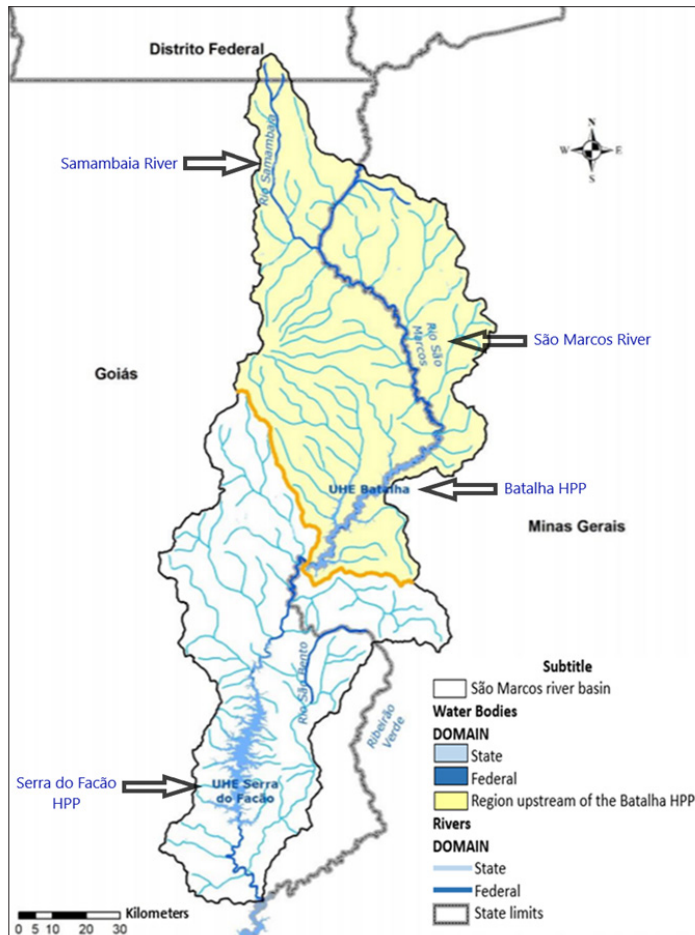 Distrito Federal
Samambaia River
Rio Samambaia
N
W
E
S
Rio São
Marcos
São Marcos River
Goiás
UHE Batalha
Batalha HPP
Minas Gerais
Rio São Bento
Ribeirão
Verde
Serra do Facão
HPP
UHE Serra
do Facão
Subtitle
São Marcos river basin
Water Bodies
DOMAIN
State
Federal
Region upstream of the Batalha HPP
Rivers
DOMAIN
State
Federal
State limits
Kilometers
0 5 10 20 30